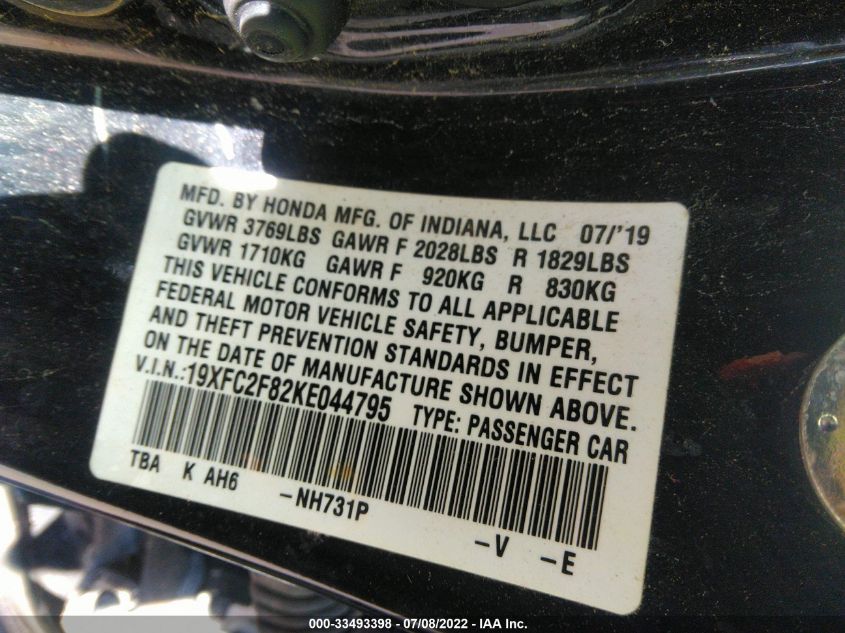 MFD. BY HONDA MFG. OF INDIANA, LLC 07/'19
GVWR 3769LBS GAWR F 2028LBS R 1829LBS
GVWR 1710KG GAWR F 920KG R 830KG
THIS VEHICLE CONFORMS TO ALL APPLICABLE
FEDERAL MOTOR VEHICLE SAFETY, BUMPER,
AND THEFT PREVENTION STANDARDS IN EFFECT
ON THE DATE OF MANUFACTURE SHOWN ABOVE.
V.I.N.:19XFC2F82KE044795 TYPE: PASSENGER CAR
TBA K AH6 -NH731P -V -E
000-33493398 - 07/08/2022 - IAA Inc.